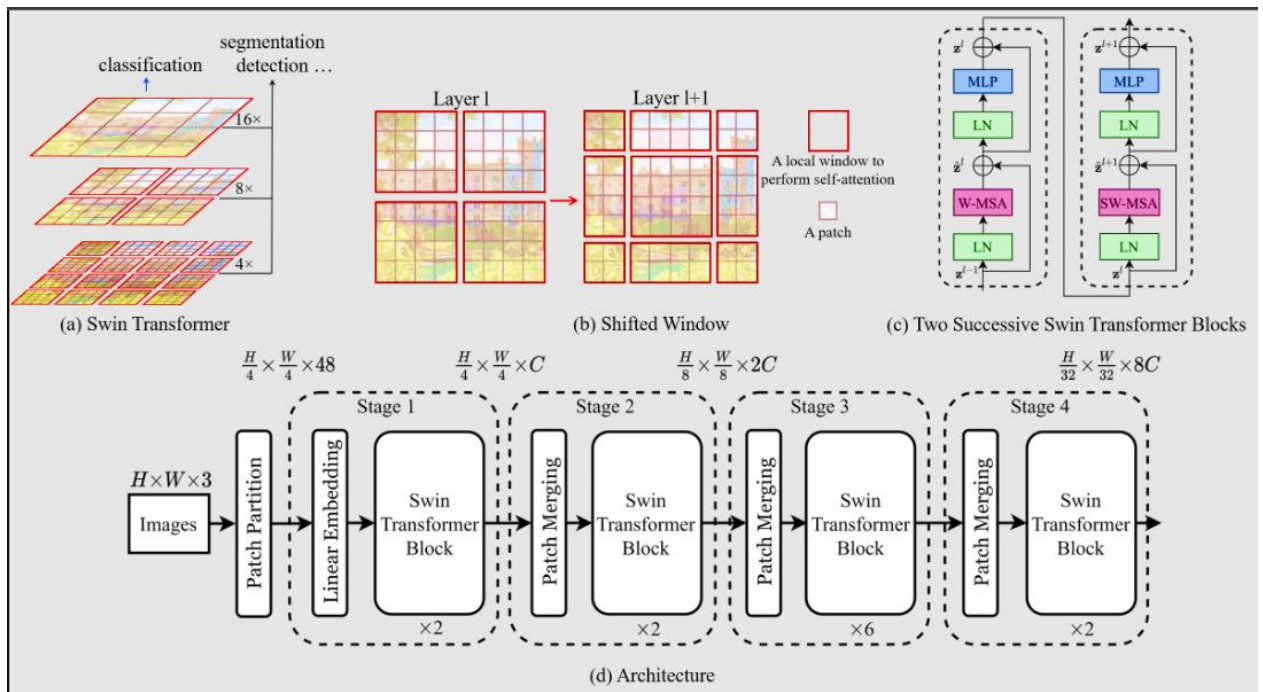 segmentation
detection ...
classification
16×
8×
4×
(a) Swin Transformer
Layer l
Layer l+1
A local window to
perform self-attention
A patch
(b) Shifted Window
z^l
MLP
LN
ẑ^l
W-MSA
LN
z^{l-1}
z^{l+1}
MLP
LN
ẑ^{l+1}
SW-MSA
LN
z^l
(c) Two Successive Swin Transformer Blocks
H/4 × W/4 × 48
H/4 × W/4 × C
H/8 × W/8 × 2C
H/32 × W/32 × 8C
Stage 1
Stage 2
Stage 3
Stage 4
H×W×3
Images
Patch Partition
Linear Embedding
Swin
Transformer
Block
×2
Patch Merging
Swin
Transformer
Block
×2
Patch Merging
Swin
Transformer
Block
×6
Patch Merging
Swin
Transformer
Block
×2
(d) Architecture